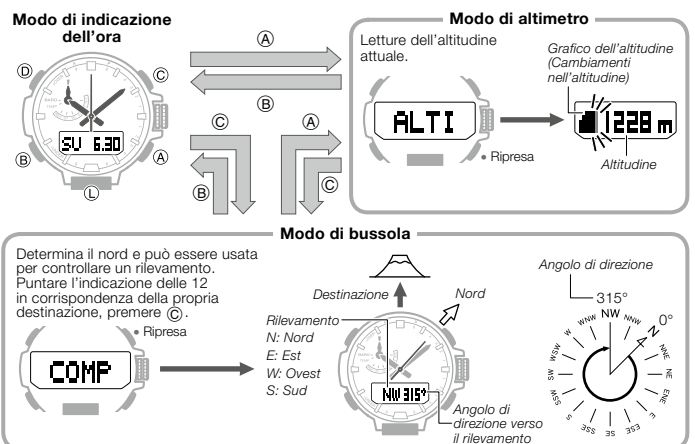 Modo di indicazione
dell'ora
Ⓓ
Ⓒ
Ⓑ
Ⓐ
Ⓛ
SU 6.30
Ⓐ
Ⓑ
Ⓒ
Ⓑ
Ⓐ
Ⓒ
Modo di altimetro
Letture dell'altitudine
attuale.
Grafico dell'altitudine
(Cambiamenti
nell'altitudine)
ALTI
1228 m
• Ripresa
Altitudine
Modo di bussola
Determina il nord e può essere usata
per controllare un rilevamento.
Puntare l'indicazione delle 12
in corrispondenza della propria
destinazione, premere Ⓒ.
• Ripresa
COMP
Destinazione
Nord
Rilevamento
N: Nord
E: Est
W: Ovest
S: Sud
NW 315°
Angolo di
direzione verso
il rilevamento
Angolo di direzione
315°
0°
NW
NNW
N
NNE
NE
ENE
E
ESE
SE
SSE
S
SSW
SW
WSW
W
WNW